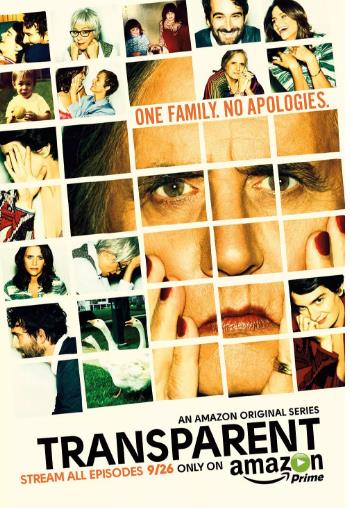 ONE FAMILY. NO APOLOGIES.
AN AMAZON ORIGINAL SERIES
TRANSPARENT
STREAM ALL EPISODES 9/26 ONLY ON amazon
Prime